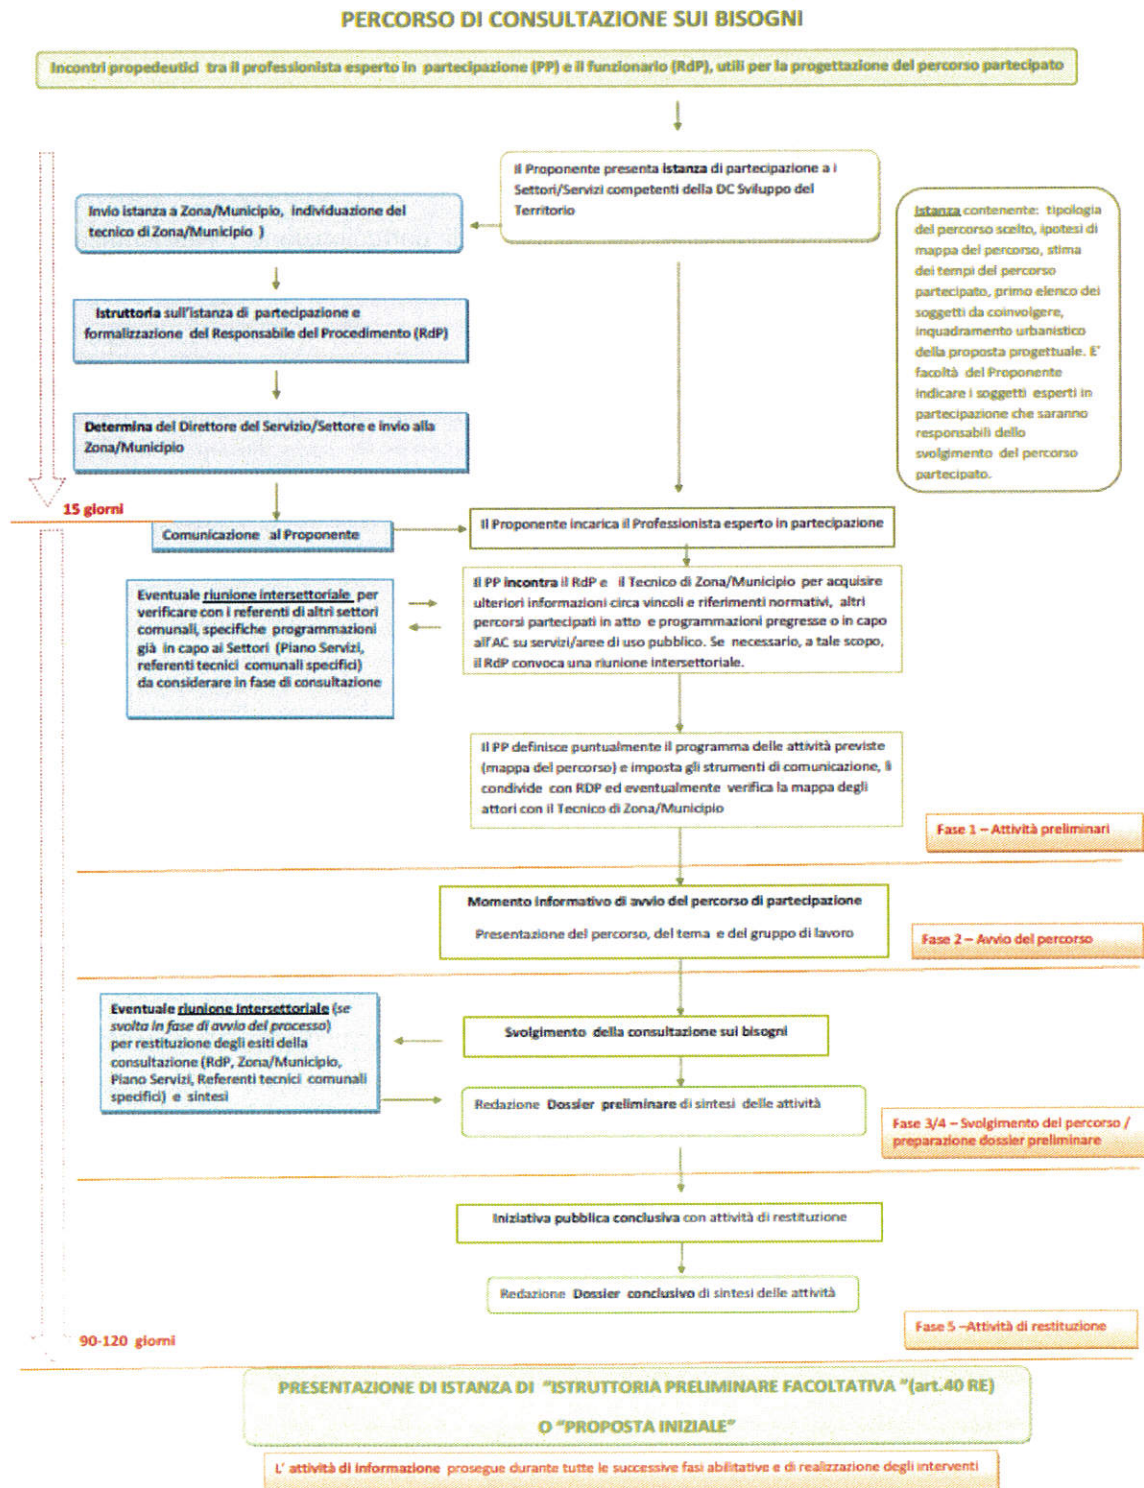 PERCORSO DI CONSULTAZIONE SUI BISOGNI
Incontri propedeutici tra il professionista esperto in partecipazione (PP) e il funzionario (RdP), utili per la progettazione del percorso partecipato
Il Proponente presenta istanza di partecipazione a i
Settori/Servizi competenti della DC Sviluppo del
Territorio
Invio istanza a Zona/Municipio, individuazione del
tecnico di Zona/Municipio )
Istruttoria sull'istanza di partecipazione e
formalizzazione del Responsabile del Procedimento (RdP)
Determina del Direttore del Servizio/Settore e invio alla
Zona/Municipio
Istanza contenente: tipologia
del percorso scelto, ipotesi di
mappa del percorso, stima
dei tempi del percorso
partecipato, primo elenco dei
soggetti da coinvolgere,
inquadramento urbanistico
della proposta progettuale. E'
facoltà del Proponente
indicare i soggetti esperti in
partecipazione che saranno
responsabili dello
svolgimento del percorso
partecipato.
15 giorni
Comunicazione al Proponente
Il Proponente incarica il Professionista esperto in partecipazione
Eventuale riunione intersettoriale per
verificare con i referenti di altri settori
comunali, specifiche programmazioni
già in capo ai Settori (Piano Servizi,
referenti tecnici comunali specifici)
da considerare in fase di consultazione
Il PP incontra il RdP e il Tecnico di Zona/Municipio per acquisire
ulteriori informazioni circa vincoli e riferimenti normativi, altri
percorsi partecipati in atto e programmazioni pregresse o in capo
all'AC su servizi/aree di uso pubblico. Se necessario, a tale scopo,
il RdP convoca una riunione intersettoriale.
Il PP definisce puntualmente il programma delle attività previste
(mappa del percorso) e imposta gli strumenti di comunicazione, li
condivide con RDP ed eventualmente verifica la mappa degli
attori con il Tecnico di Zona/Municipio
Fase 1 – Attività preliminari
Momento informativo di avvio del percorso di partecipazione
Presentazione del percorso, del tema e del gruppo di lavoro
Fase 2 – Avvio del percorso
Eventuale riunione intersettoriale (se
svolta in fase di avvio del processo)
per restituzione degli esiti della
consultazione (RdP, Zona/Municipio,
Piano Servizi, Referenti tecnici comunali
specifici) e sintesi
Svolgimento della consultazione sui bisogni
Redazione Dossier preliminare di sintesi delle attività
Fase 3/4 – Svolgimento del percorso /
preparazione dossier preliminare
Iniziativa pubblica conclusiva con attività di restituzione
Redazione Dossier conclusivo di sintesi delle attività
Fase 5 –Attività di restituzione
90-120 giorni
PRESENTAZIONE DI ISTANZA DI "ISTRUTTORIA PRELIMINARE FACOLTATIVA "(art.40 RE)
O "PROPOSTA INIZIALE"
L' attività di informazione prosegue durante tutte le successive fasi abilitative e di realizzazione degli interventi